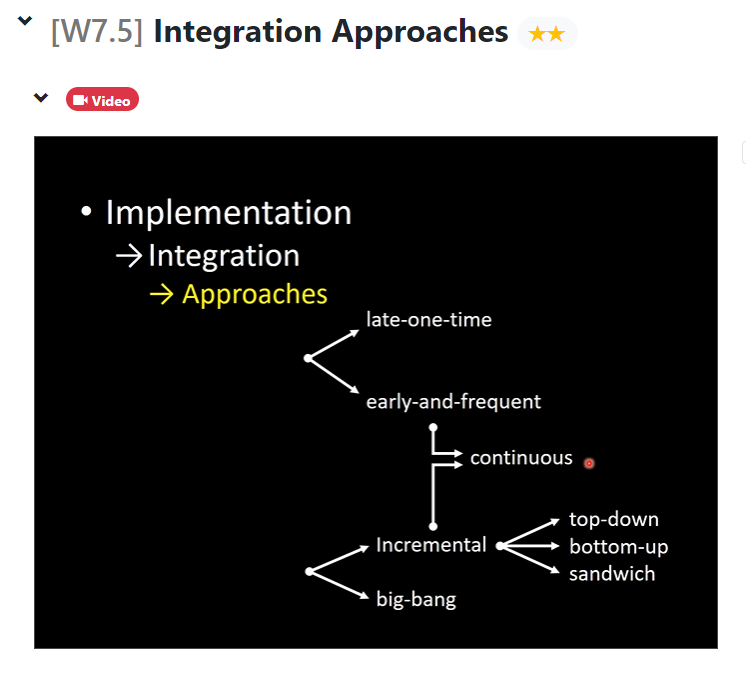 [W7.5] Integration Approaches
Video
• Implementation
→ Integration
→ Approaches
late-one-time
early-and-frequent
continuous
Incremental
top-down
bottom-up
sandwich
big-bang